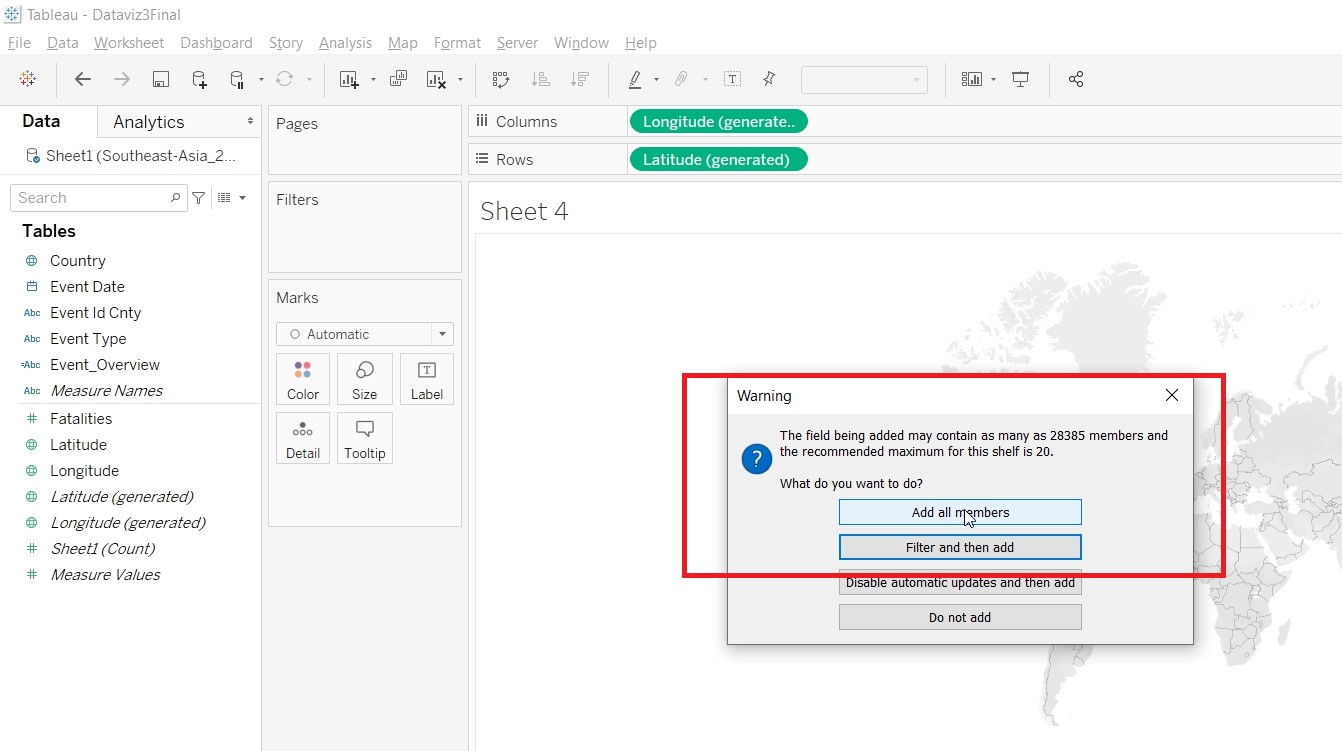 Tableau - Dataviz3Final
File Data Worksheet Dashboard Story Analysis Map Format Server Window Help
Data Analytics
Sheet1 (Southeast-Asia_2...
Search
Tables
Country
Event Date
Abc Event Id Cnty
Abc Event Type
=Abc Event_Overview
Abc Measure Names
# Fatalities
Latitude
Longitude
Latitude (generated)
Longitude (generated)
# Sheet1 (Count)
# Measure Values
Pages
Filters
Marks
Automatic
Color Size Label
Detail Tooltip
Columns Longitude (generate..
Rows Latitude (generated)
Sheet 4
Warning
The field being added may contain as many as 28385 members and
the recommended maximum for this shelf is 20.
What do you want to do?
Add all members
Filter and then add
Disable automatic updates and then add
Do not add